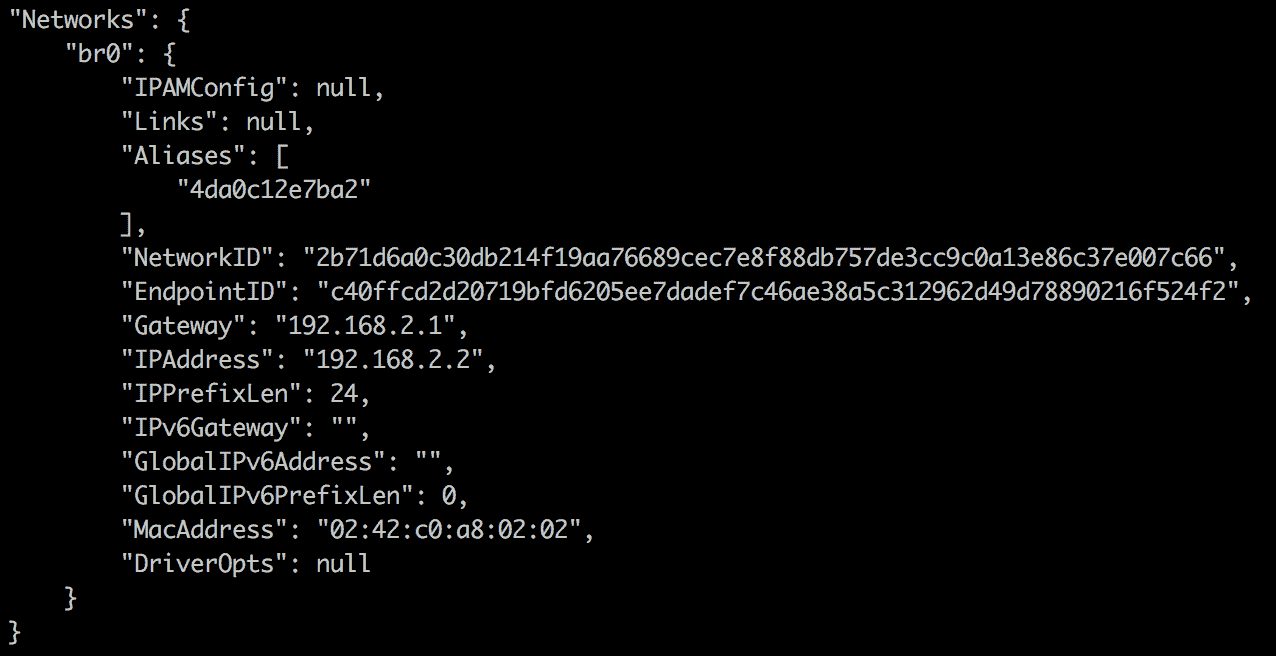 "Networks": {
    "br0": {
        "IPAMConfig": null,
        "Links": null,
        "Aliases": [
            "4da0c12e7ba2"
        ],
        "NetworkID": "2b71d6a0c30db214f19aa76689cec7e8f88db757de3cc9c0a13e86c37e007c66",
        "EndpointID": "c40ffcd2d20719bfd6205ee7dadef7c46ae38a5c312962d49d78890216f524f2",
        "Gateway": "192.168.2.1",
        "IPAddress": "192.168.2.2",
        "IPPrefixLen": 24,
        "IPv6Gateway": "",
        "GlobalIPv6Address": "",
        "GlobalIPv6PrefixLen": 0,
        "MacAddress": "02:42:c0:a8:02:02",
        "DriverOpts": null
    }
}